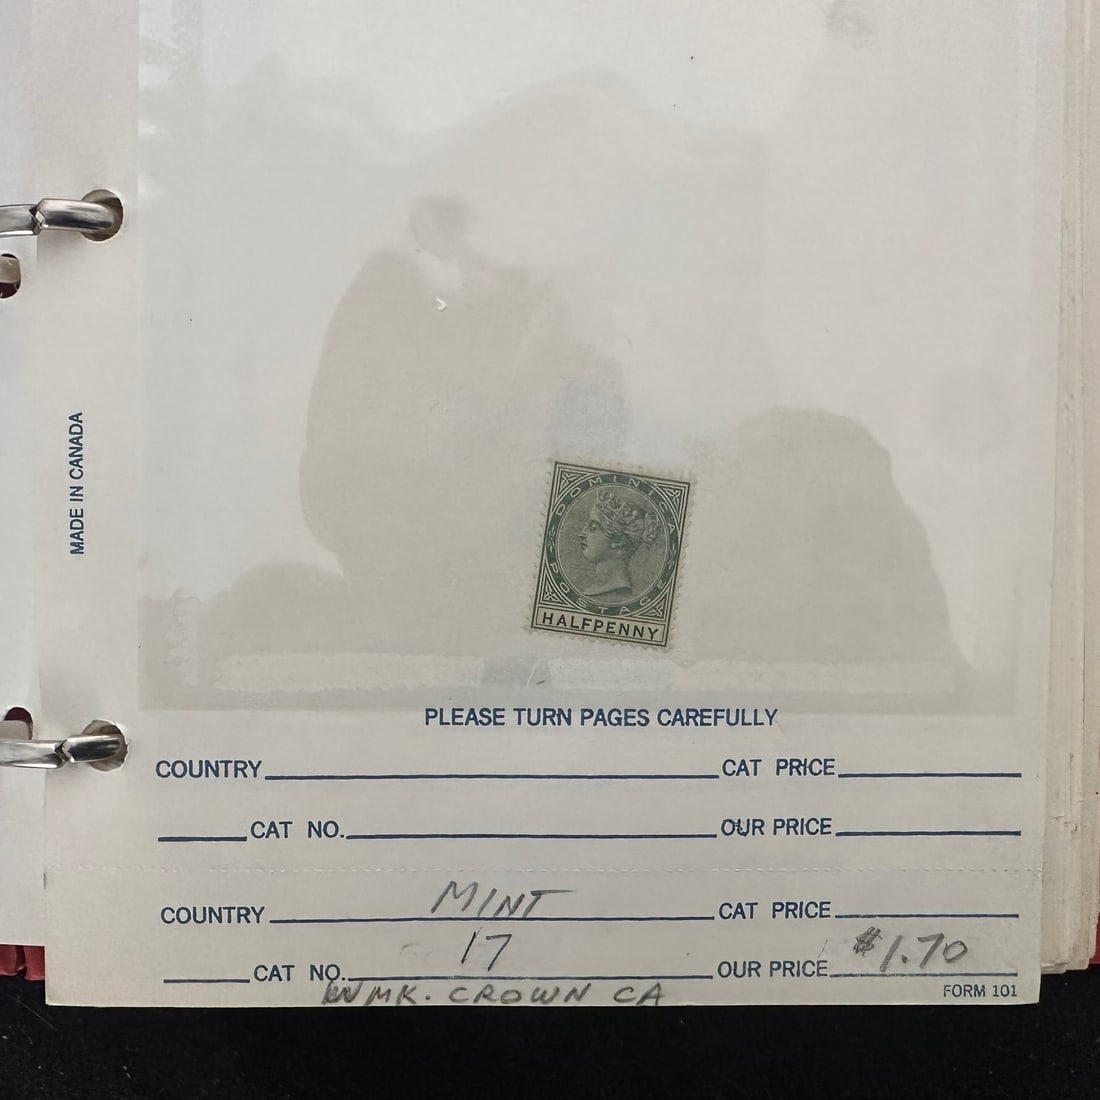 MADE IN CANADA
DOMINICA
POSTAGE
HALFPENNY
PLEASE TURN PAGES CAREFULLY
COUNTRY CAT PRICE
CAT NO. OUR PRICE
COUNTRY MINT CAT PRICE
CAT NO. 17 OUR PRICE $1.70
WMK. CROWN CA
FORM 101